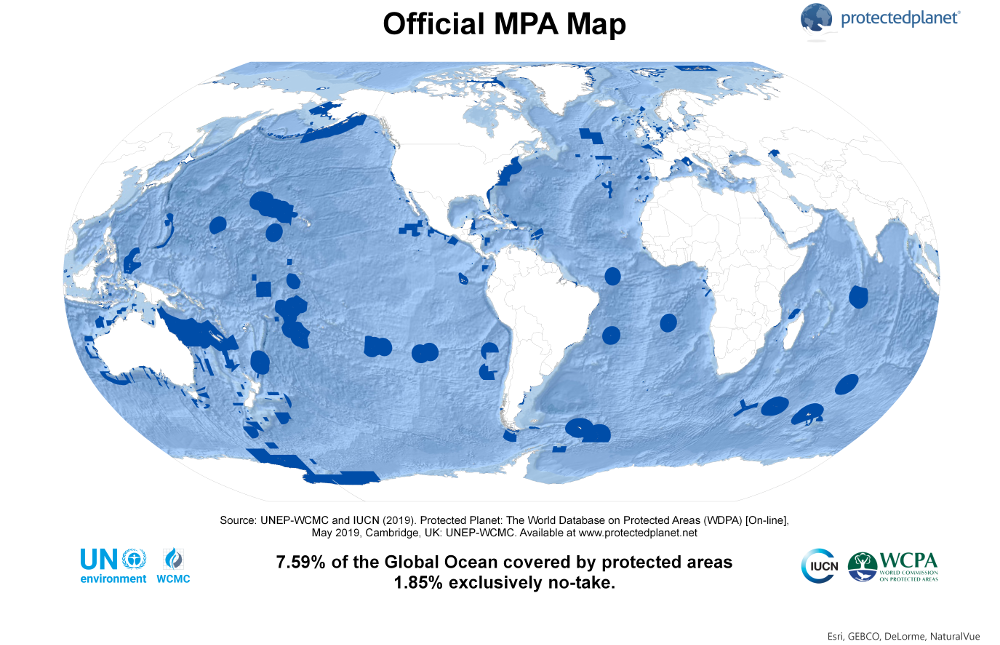 Official MPA Map
protectedplanet®
Source: UNEP-WCMC and IUCN (2019). Protected Planet: The World Database on Protected Areas (WDPA) [On-line],
May 2019, Cambridge, UK: UNEP-WCMC. Available at www.protectedplanet.net
UN
environment
WCMC
7.59% of the Global Ocean covered by protected areas
1.85% exclusively no-take.
IUCN
WCPA
WORLD COMMISSION
ON PROTECTED AREAS
Esri, GEBCO, DeLorme, NaturalVue